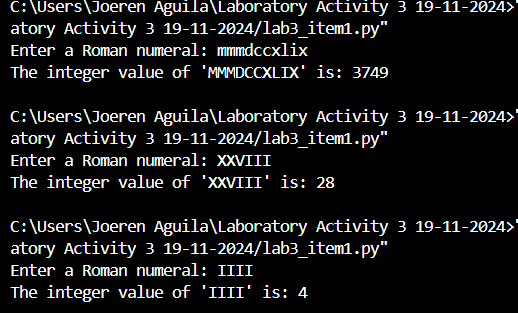 C:\Users\Joeren Aguila\Laboratory Activity 3 19-11-2024>"
atory Activity 3 19-11-2024/lab3_item1.py"
Enter a Roman numeral: mmmdccxlix
The integer value of 'MMMDCCXLIX' is: 3749
C:\Users\Joeren Aguila\Laboratory Activity 3 19-11-2024>"
atory Activity 3 19-11-2024/lab3_item1.py"
Enter a Roman numeral: XXVIII
The integer value of 'XXVIII' is: 28
C:\Users\Joeren Aguila\Laboratory Activity 3 19-11-2024>"
atory Activity 3 19-11-2024/lab3_item1.py"
Enter a Roman numeral: IIII
The integer value of 'IIII' is: 4